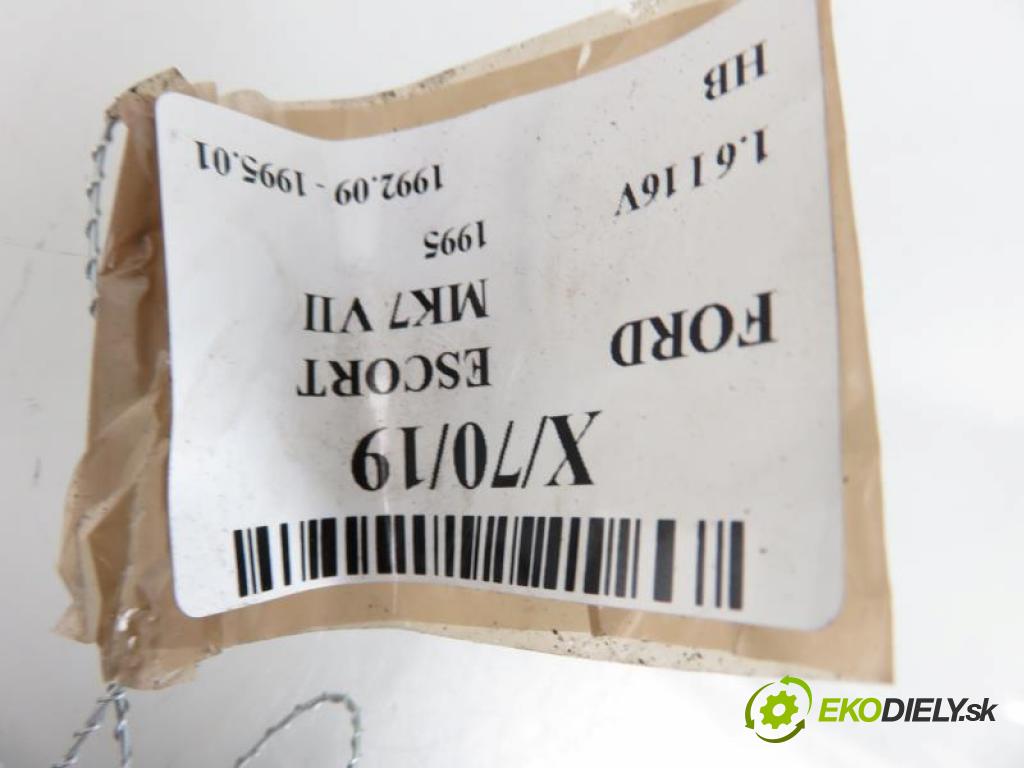 X/70/19
FORD ESCORT
MK7 VII
1995
1.6 I 16V 1992.09 - 1995.01
HB
EKODIELY.sk